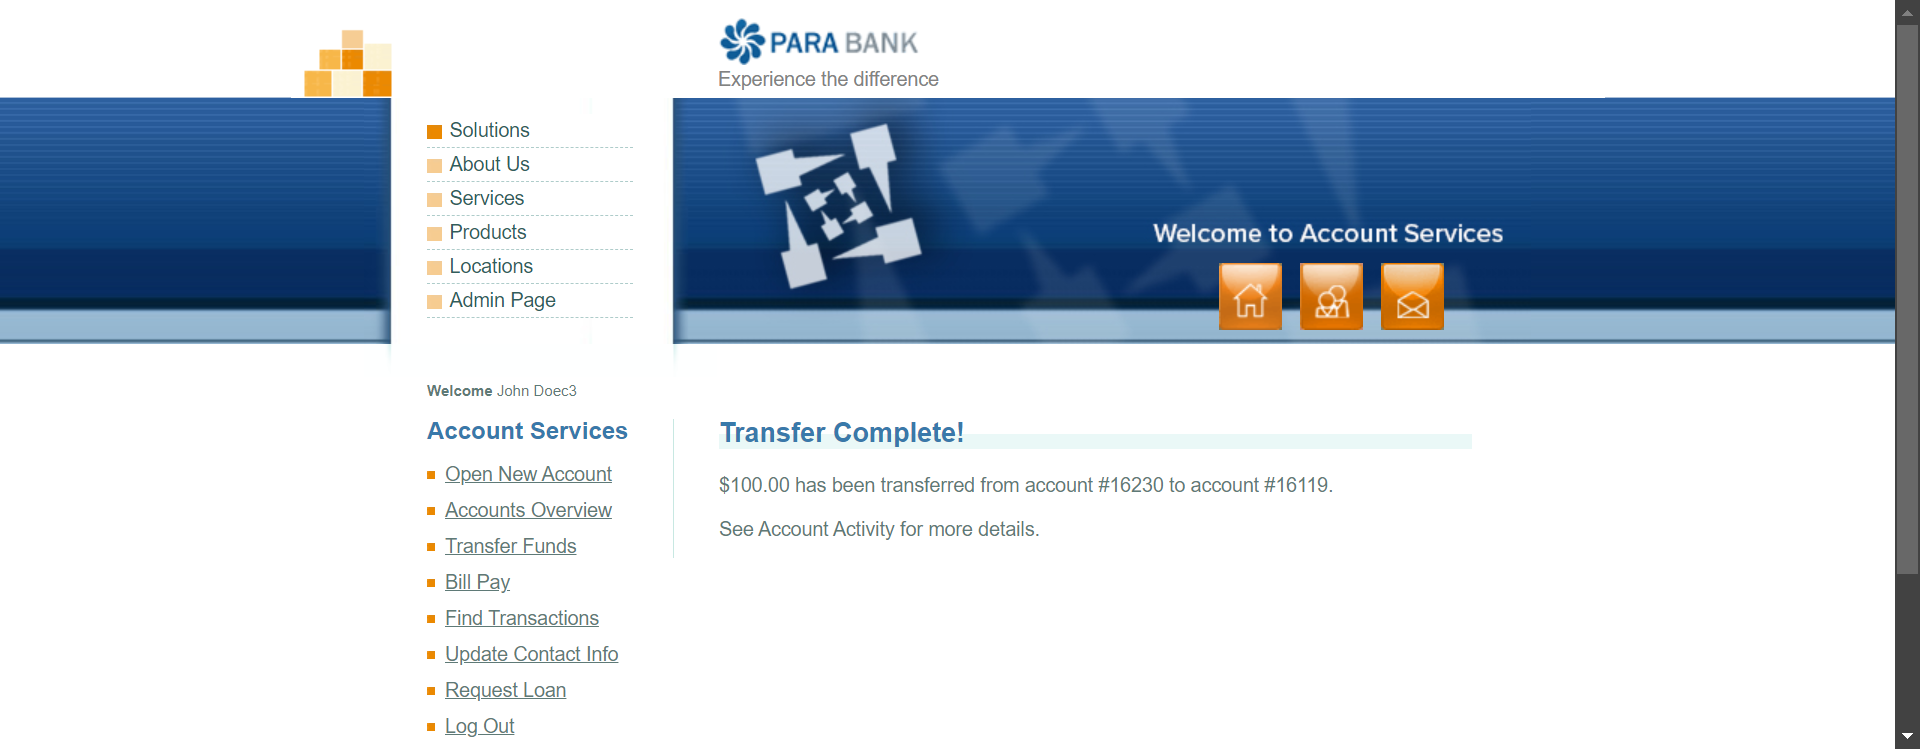 PARA BANK
Experience the difference
Solutions
About Us
Services
Products
Locations
Admin Page
Welcome to Account Services
Welcome John Doec3
Account Services
Open New Account
Accounts Overview
Transfer Funds
Bill Pay
Find Transactions
Update Contact Info
Request Loan
Log Out
Transfer Complete!
$100.00 has been transferred from account #16230 to account #16119.
See Account Activity for more details.